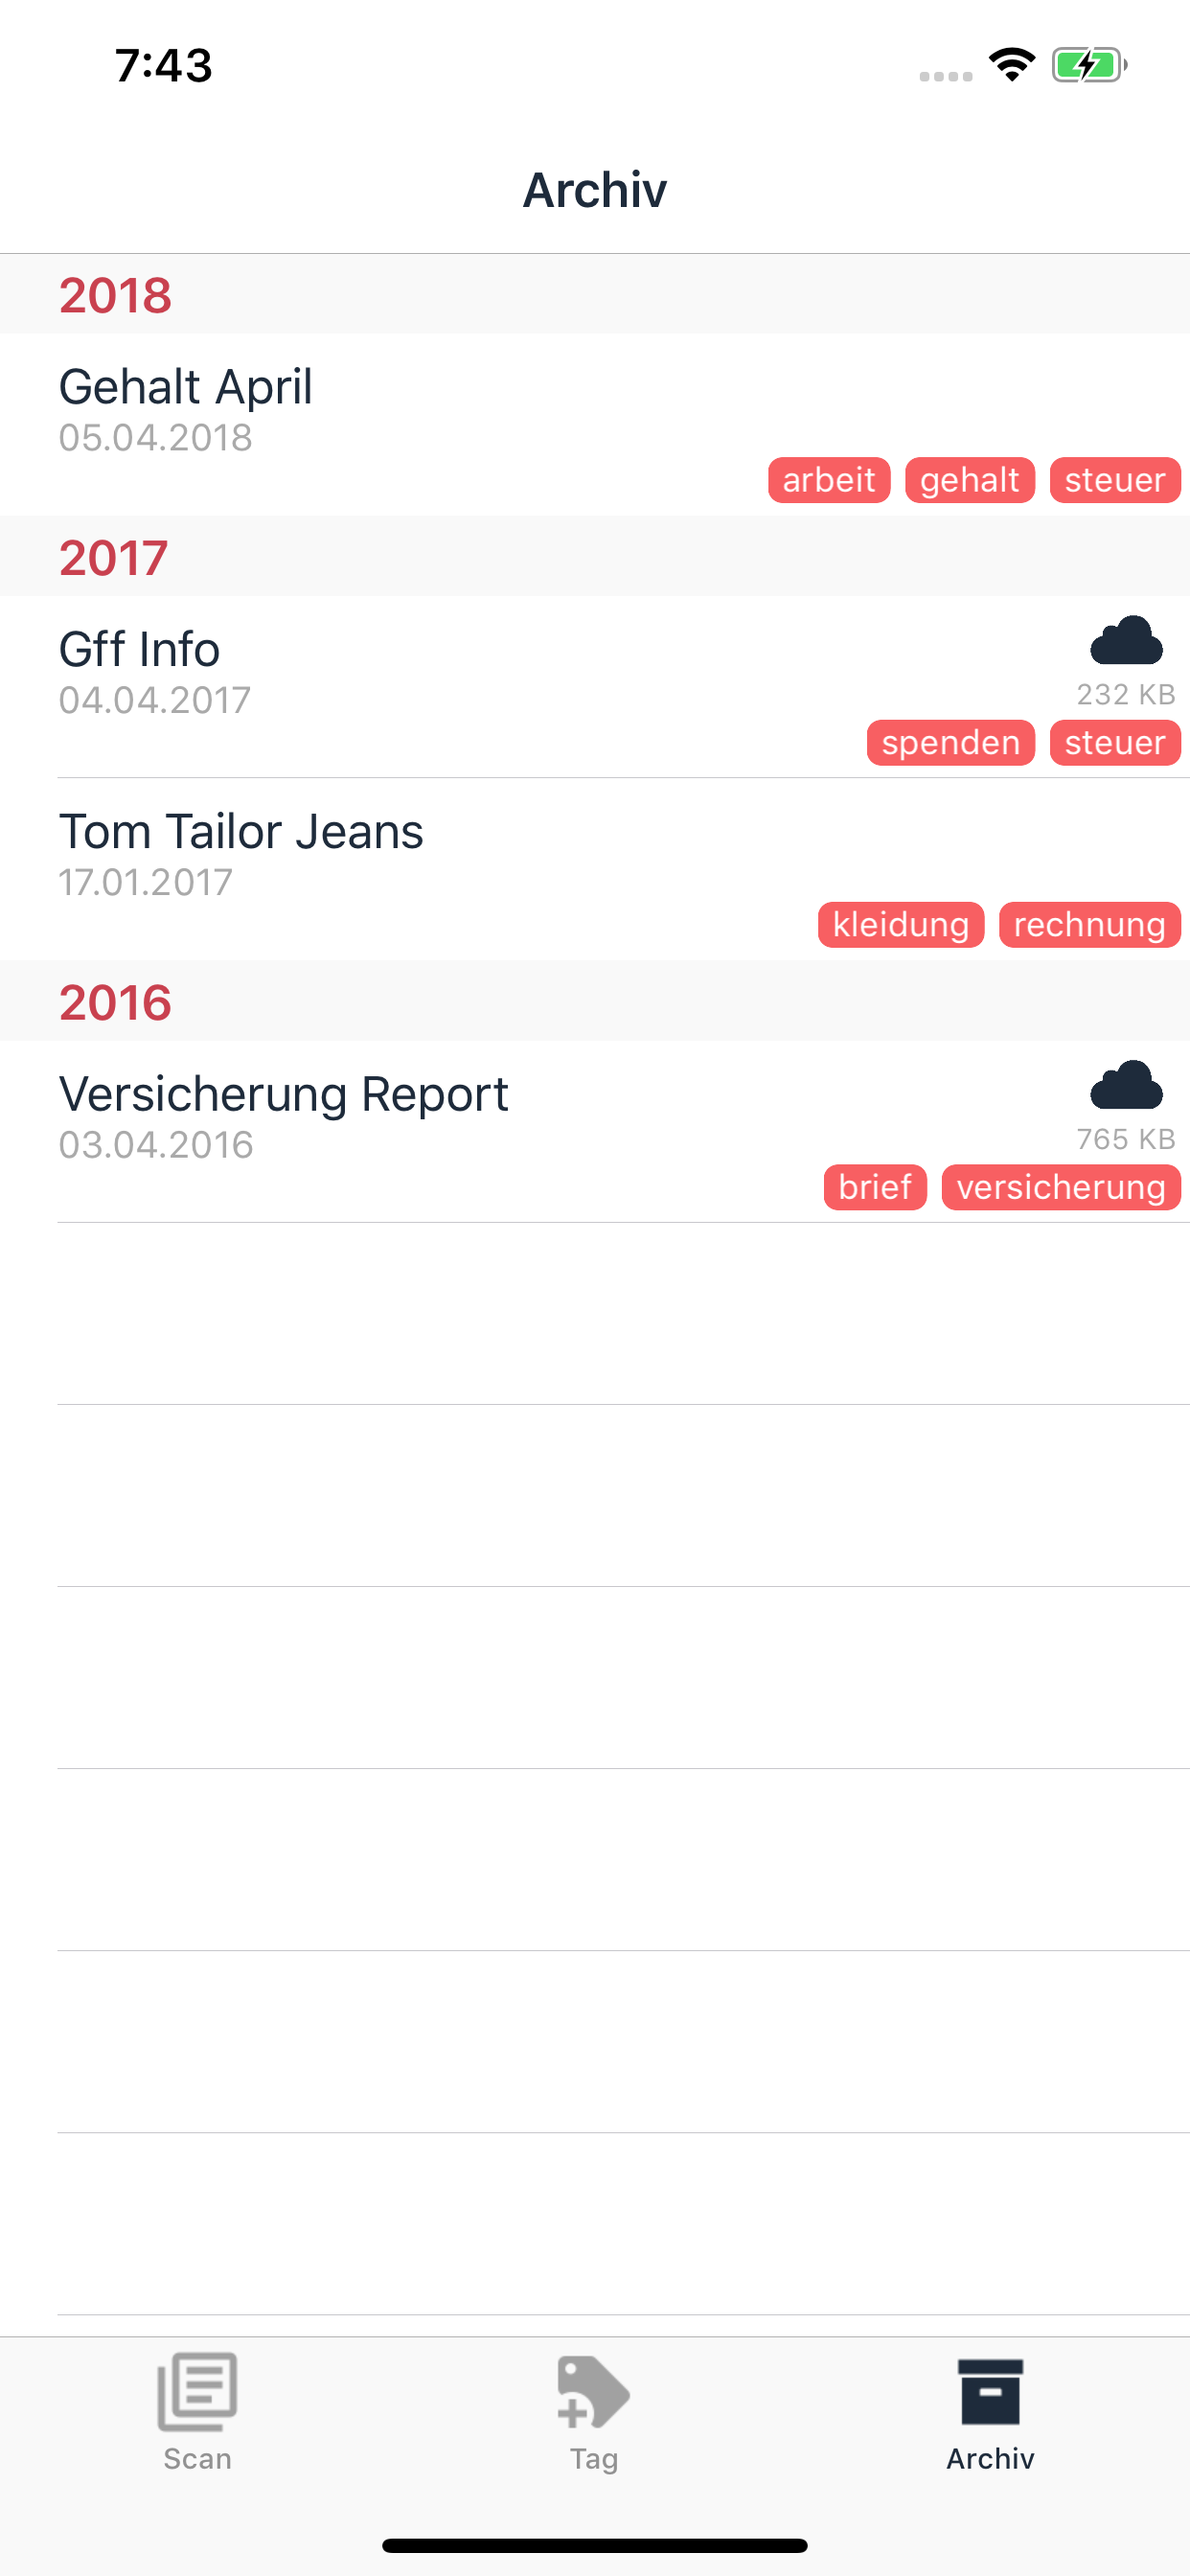 7:43
Archiv
2018
Gehalt April
05.04.2018
arbeit gehalt steuer
2017
Gff Info
232 KB
04.04.2017
spenden steuer
Tom Tailor Jeans
17.01.2017
kleidung rechnung
2016
Versicherung Report
765 KB
03.04.2016
brief versicherung
Scan Tag Archiv